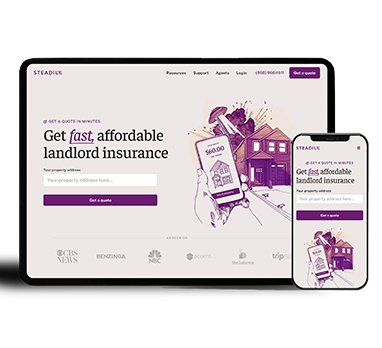 STEADILY.
Resources Support Agents Login (888) 966-1611 Get a quote
@ GET A QUOTE IN MINUTES
Get fast, affordable
landlord insurance
Your property address
Your property address here...
Get a quote
$60.00
AS SEEN ON
CBS
NEWS
BENZINGA
NBC
STEADILY.
@ GET A QUOTE IN MINUTES
Get fast, affordable
landlord insurance
Your property address
Your property address here...
Get a quote